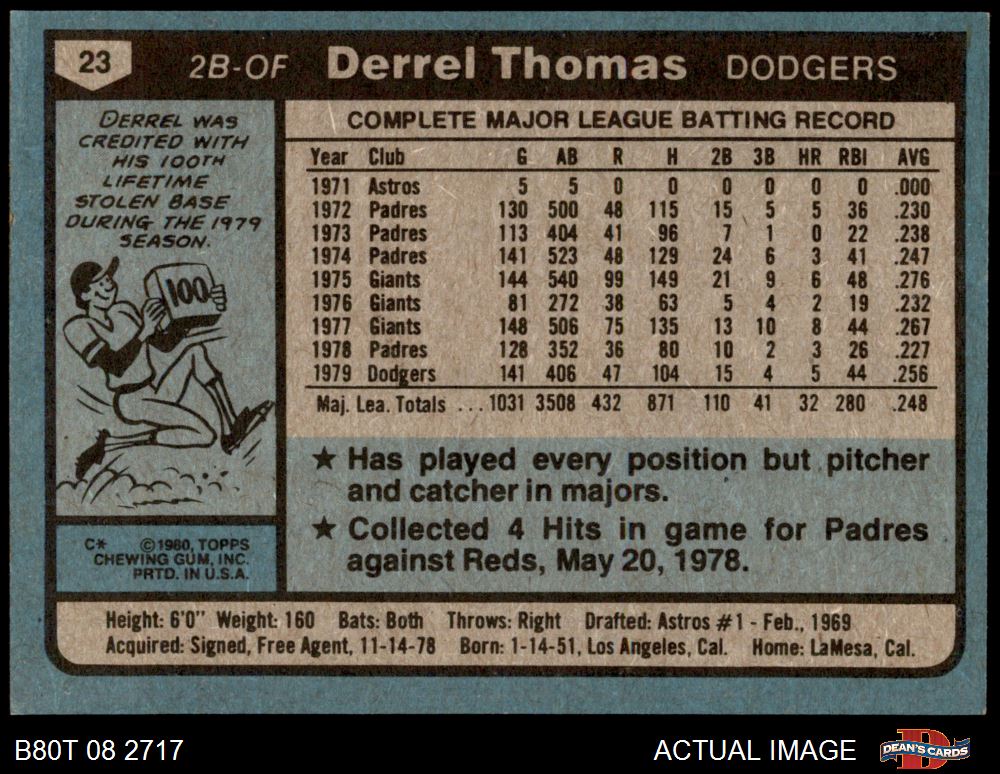 23 2B-OF Derrel Thomas DODGERS
DERREL WAS
CREDITED WITH
HIS 100TH
LIFETIME
STOLEN BASE
DURING THE 1979
SEASON.
100
C* ©1980, TOPPS
CHEWING GUM, INC.
PRTD. IN U.S.A.
COMPLETE MAJOR LEAGUE BATTING RECORD
Year Club G AB R H 2B 3B HR RBI AVG
1971 Astros 5 5 0 0 0 0 0 0 .000
1972 Padres 130 500 48 115 15 5 5 36 .230
1973 Padres 113 404 41 96 7 1 0 22 .238
1974 Padres 141 523 48 129 24 6 3 41 .247
1975 Giants 144 540 99 149 21 9 6 48 .276
1976 Giants 81 272 38 63 5 4 2 19 .232
1977 Giants 148 506 75 135 13 10 8 44 .267
1978 Padres 128 352 36 80 10 2 3 26 .227
1979 Dodgers 141 406 47 104 15 4 5 44 .256
Maj. Lea. Totals ... 1031 3508 432 871 110 41 32 280 .248
★ Has played every position but pitcher
and catcher in majors.
★ Collected 4 Hits in game for Padres
against Reds, May 20, 1978.
Height: 6'0" Weight: 160 Bats: Both Throws: Right Drafted: Astros #1 - Feb., 1969
Acquired: Signed, Free Agent, 11-14-78 Born: 1-14-51, Los Angeles, Cal. Home: LaMesa, Cal.
B80T 08 2717 ACTUAL IMAGE DEAN'S CARDS